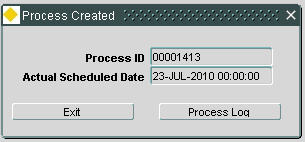 Process Created
Process ID 00001413
Actual Scheduled Date 23-JUL-2010 00:00:00
Exit Process Log